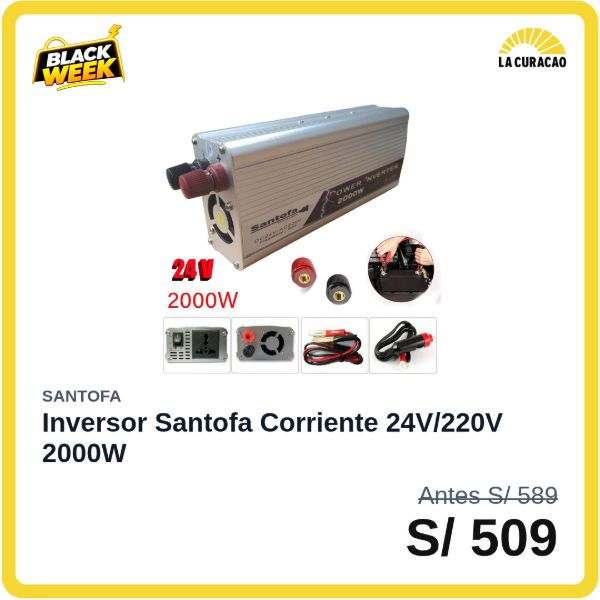 BLACK
WEEK
LA CURACAO
POWER INVERTER
2000W
Santofa
24V
2000W
SANTOFA
Inversor Santofa Corriente 24V/220V
2000W
Antes S/ 589
S/ 509